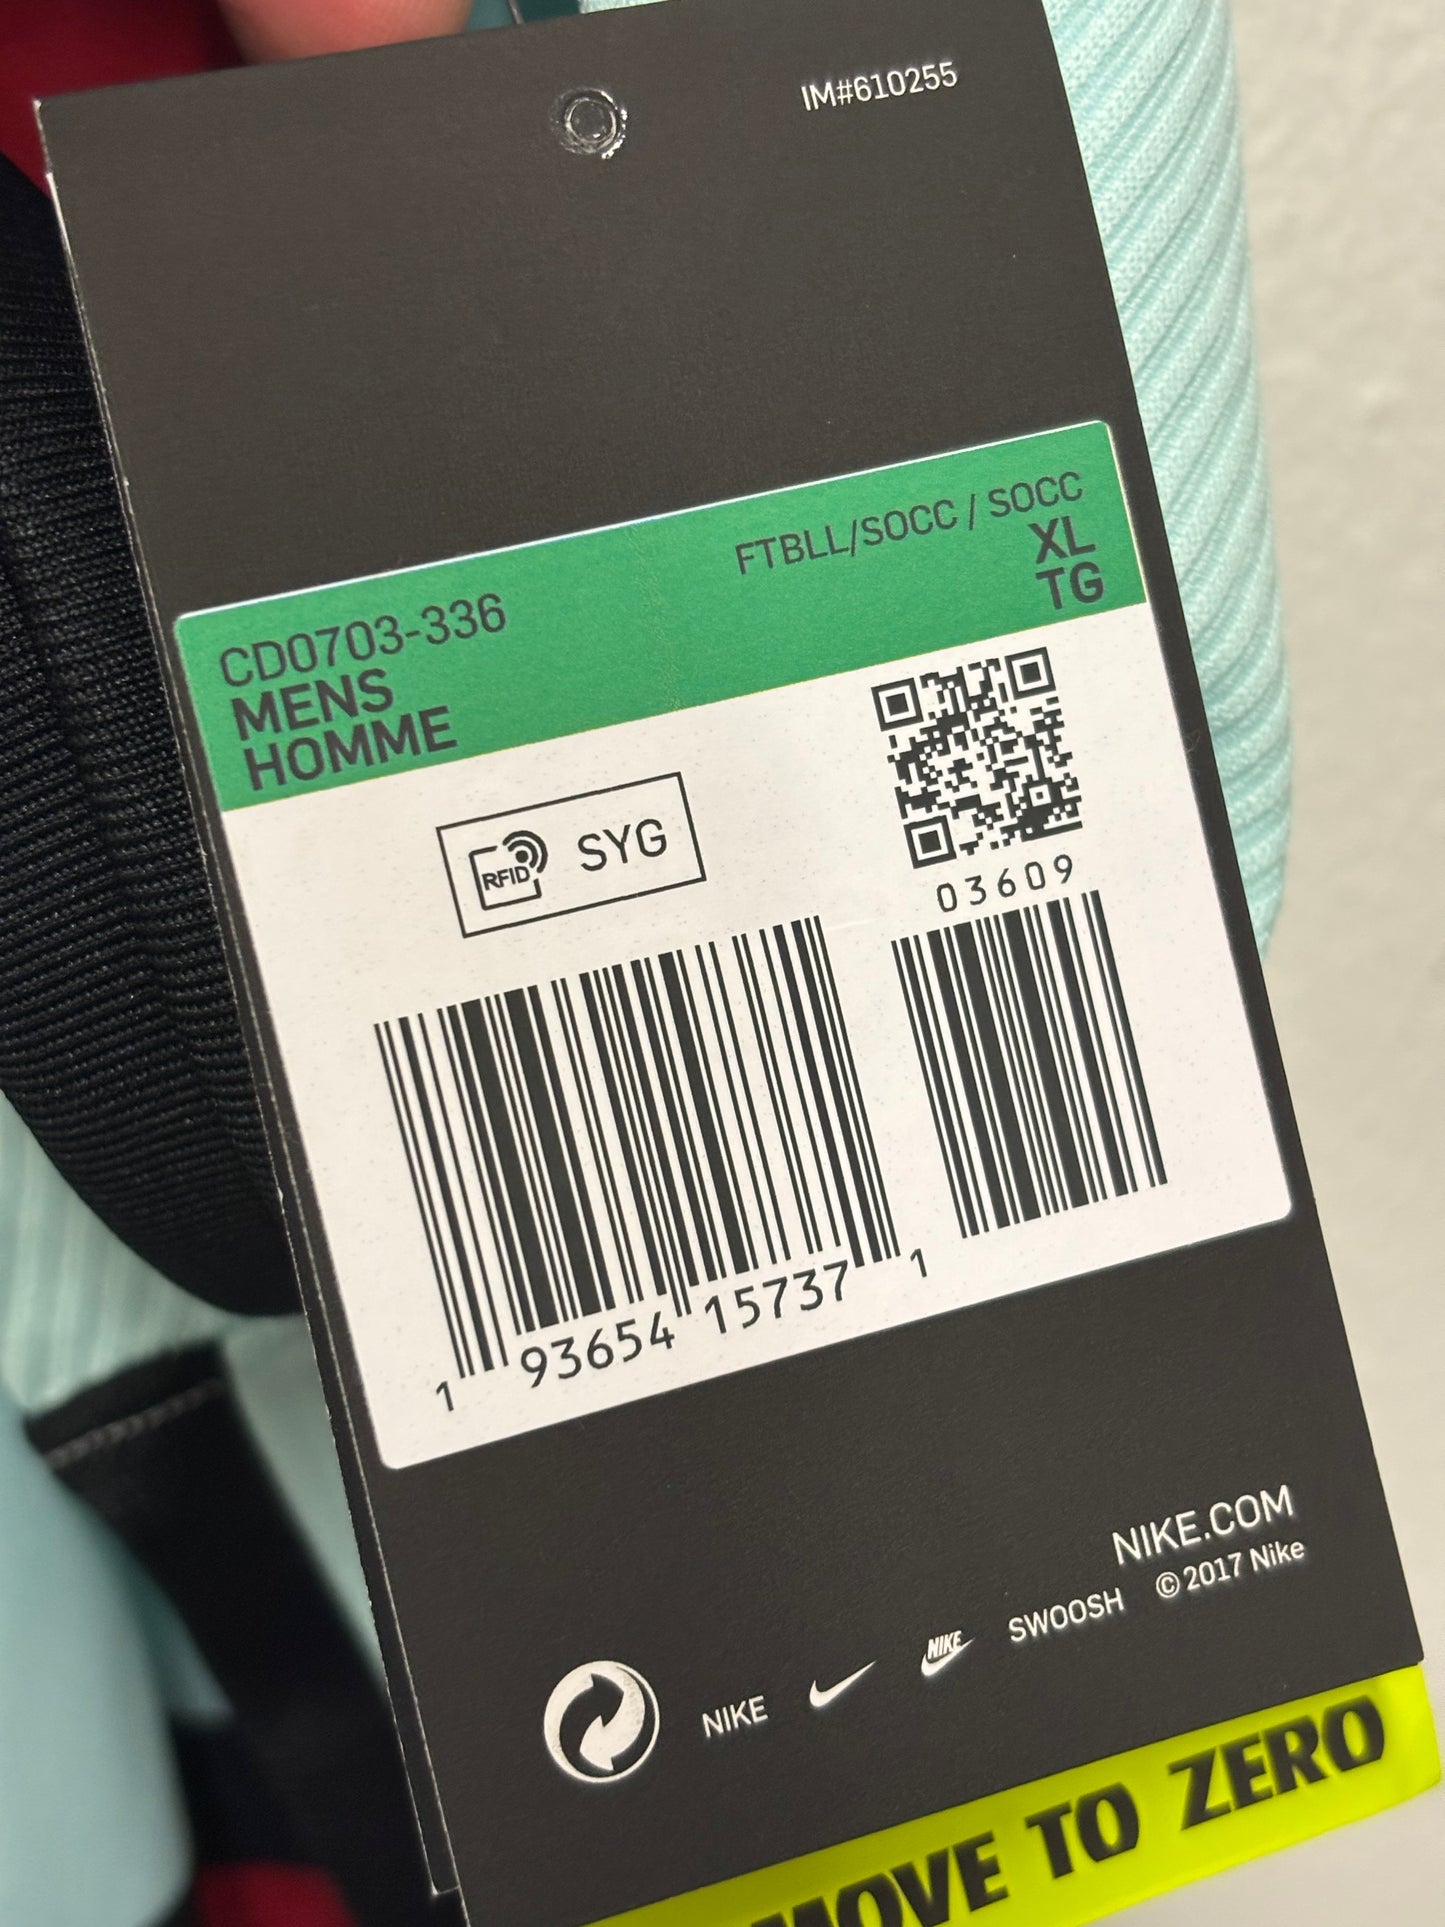 IM#610255
FTBLL/SOCC / SOCC
XL
TG
CD0703-336
MENS
HOMME
RFID SYG
03609
1 93654 15737 1
NIKE.COM
NIKE NIKE SWOOSH ©2017 Nike
MOVE TO ZERO